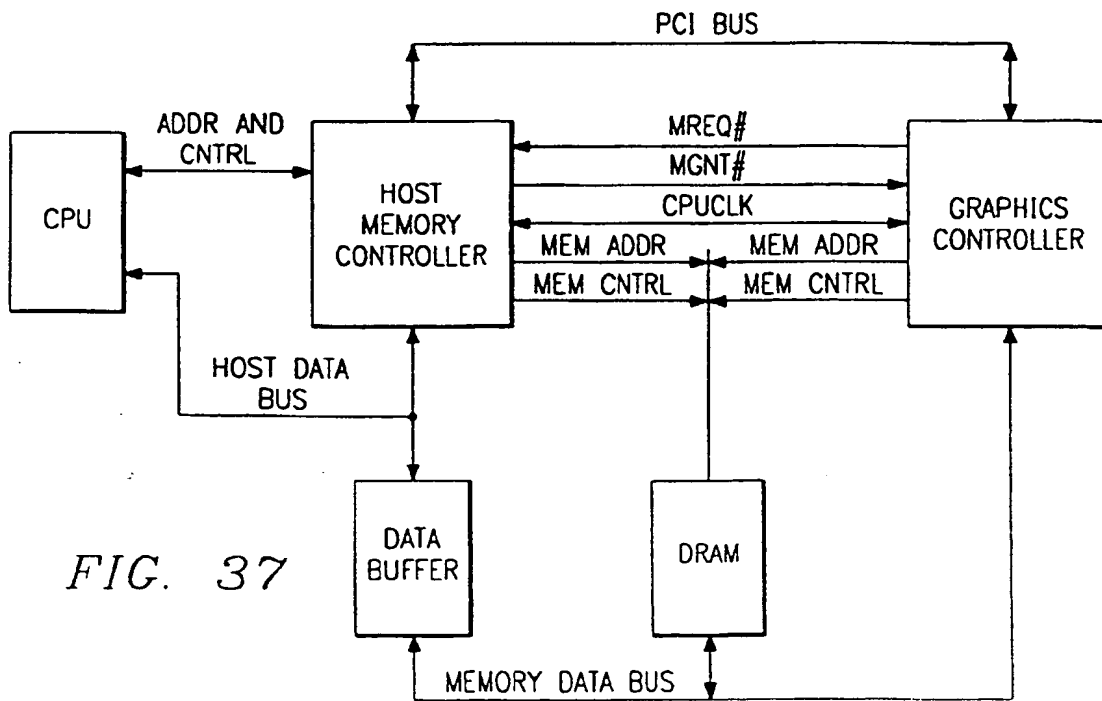 PCI BUS
ADDR AND
CNTRL
CPU
HOST
MEMORY
CONTROLLER
MREQ#
MGNT#
CPUCLK
MEM ADDR
MEM ADDR
MEM CNTRL
MEM CNTRL
GRAPHICS
CONTROLLER
HOST DATA
BUS
DATA
BUFFER
DRAM
FIG. 37
MEMORY DATA BUS